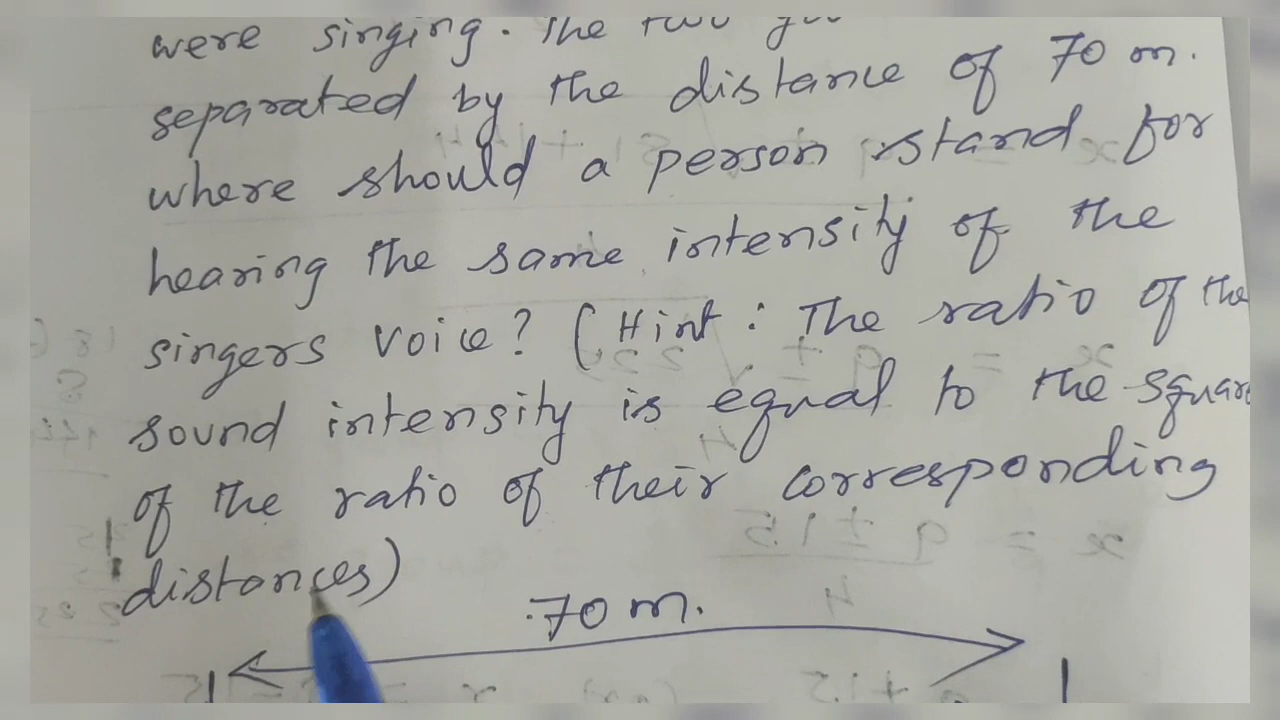 were singing. The two
separated by the distance of 70 m.
where should a person stand for
hearing the same intensity of the
singers voice? (Hint : The ratio of the
sound intensity is equal to the square
of the ratio of their corresponding
distances)
70 m.